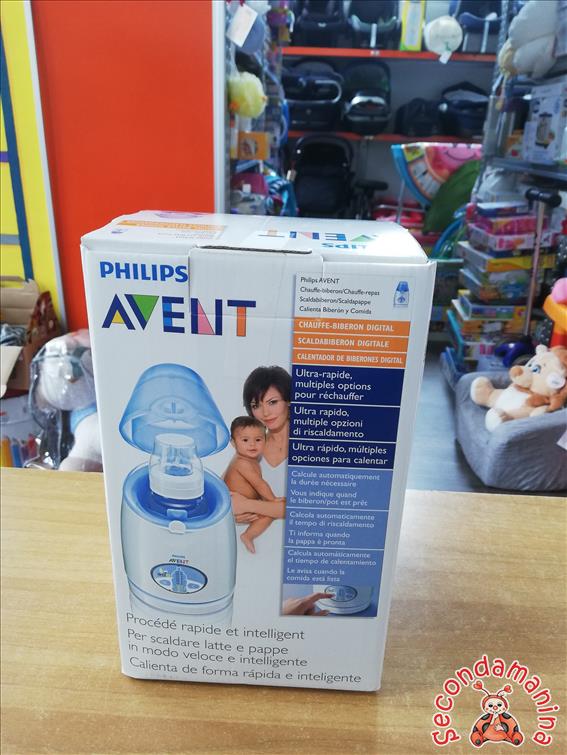 PHILIPS
AVENT
Philips AVENT
Chauffe-biberon/Chauffe-repas
Scaldabiberon/Scaldapappe
Calienta Biberón y Comida
CHAUFFE-BIBERON DIGITAL
SCALDABIBERON DIGITALE
CALENTADOR DE BIBERONES DIGITAL
Ultra-rapide,
multiples options
pour réchauffer
Ultra rapido,
multiple opzioni
di riscaldamento
Ultra rápido, múltiples
opciones para calentar
Calcule automatiquement
la durée nécessaire
Vous indique quand
le biberon/pot est prêt
Calcola automaticamente
il tempo di riscaldamento
Ti informa quando
la pappa è pronta
Calcula automáticamente
el tiempo de calentamiento
Le avisa cuando la
comida está lista
PHILIPS
AVENT
Procédé rapide et intelligent
Per scaldare latte e pappe
in modo veloce e intelligente
Calienta de forma rápida e inteligente
secondamanina